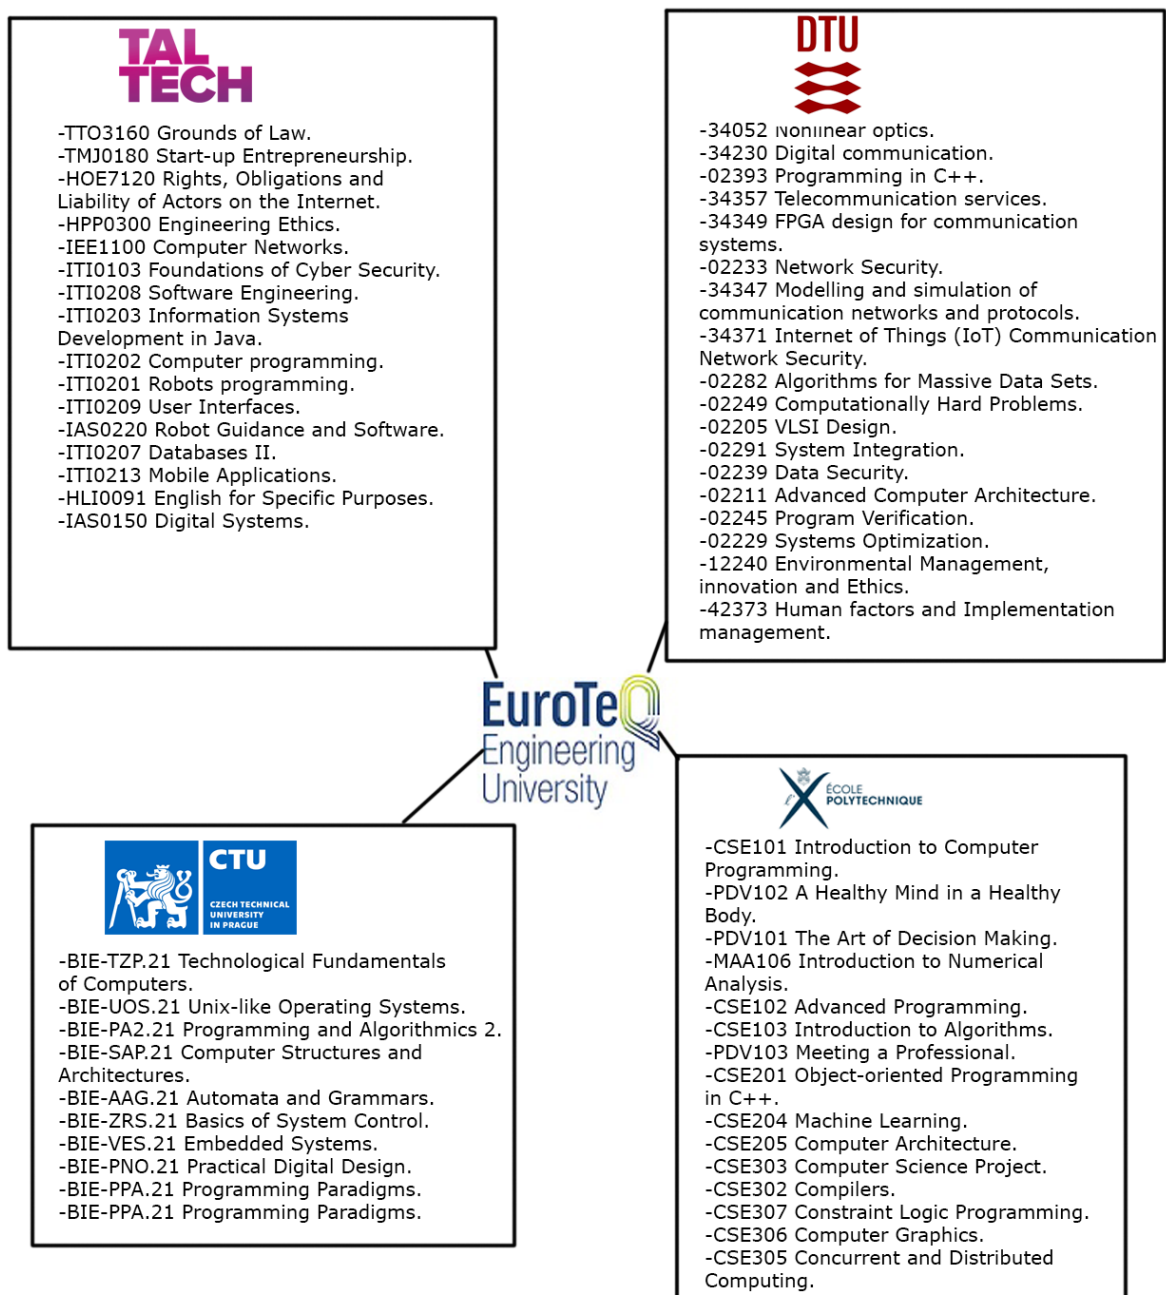 TAL
TECH
-TTO3160 Grounds of Law.
-TMJ0180 Start-up Entrepreneurship.
-HOE7120 Rights, Obligations and
Liability of Actors on the Internet.
-HPP0300 Engineering Ethics.
-IEE1100 Computer Networks.
-ITI0103 Foundations of Cyber Security.
-ITI0208 Software Engineering.
-ITI0203 Information Systems
Development in Java.
-ITI0202 Computer programming.
-ITI0201 Robots programming.
-ITI0209 User Interfaces.
-IAS0220 Robot Guidance and Software.
-ITI0207 Databases II.
-ITI0213 Mobile Applications.
-HLI0091 English for Specific Purposes.
-IAS0150 Digital Systems.
DTU
-34052 Nonlinear optics.
-34230 Digital communication.
-02393 Programming in C++.
-34357 Telecommunication services.
-34349 FPGA design for communication
systems.
-02233 Network Security.
-34347 Modelling and simulation of
communication networks and protocols.
-34371 Internet of Things (IoT) Communication
Network Security.
-02282 Algorithms for Massive Data Sets.
-02249 Computationally Hard Problems.
-02205 VLSI Design.
-02291 System Integration.
-02239 Data Security.
-02211 Advanced Computer Architecture.
-02245 Program Verification.
-02229 Systems Optimization.
-12240 Environmental Management,
innovation and Ethics.
-42373 Human factors and Implementation
management.
EuroTeQ
Engineering
University
CTU
CZECH TECHNICAL
UNIVERSITY
IN PRAGUE
-BIE-TZP.21 Technological Fundamentals
of Computers.
-BIE-UOS.21 Unix-like Operating Systems.
-BIE-PA2.21 Programming and Algorithmics 2.
-BIE-SAP.21 Computer Structures and
Architectures.
-BIE-AAG.21 Automata and Grammars.
-BIE-ZRS.21 Basics of System Control.
-BIE-VES.21 Embedded Systems.
-BIE-PNO.21 Practical Digital Design.
-BIE-PPA.21 Programming Paradigms.
-BIE-PPA.21 Programming Paradigms.
l'X
ÉCOLE
POLYTECHNIQUE
-CSE101 Introduction to Computer
Programming.
-PDV102 A Healthy Mind in a Healthy
Body.
-PDV101 The Art of Decision Making.
-MAA106 Introduction to Numerical
Analysis.
-CSE102 Advanced Programming.
-CSE103 Introduction to Algorithms.
-PDV103 Meeting a Professional.
-CSE201 Object-oriented Programming
in C++.
-CSE204 Machine Learning.
-CSE205 Computer Architecture.
-CSE303 Computer Science Project.
-CSE302 Compilers.
-CSE307 Constraint Logic Programming.
-CSE306 Computer Graphics.
-CSE305 Concurrent and Distributed
Computing.